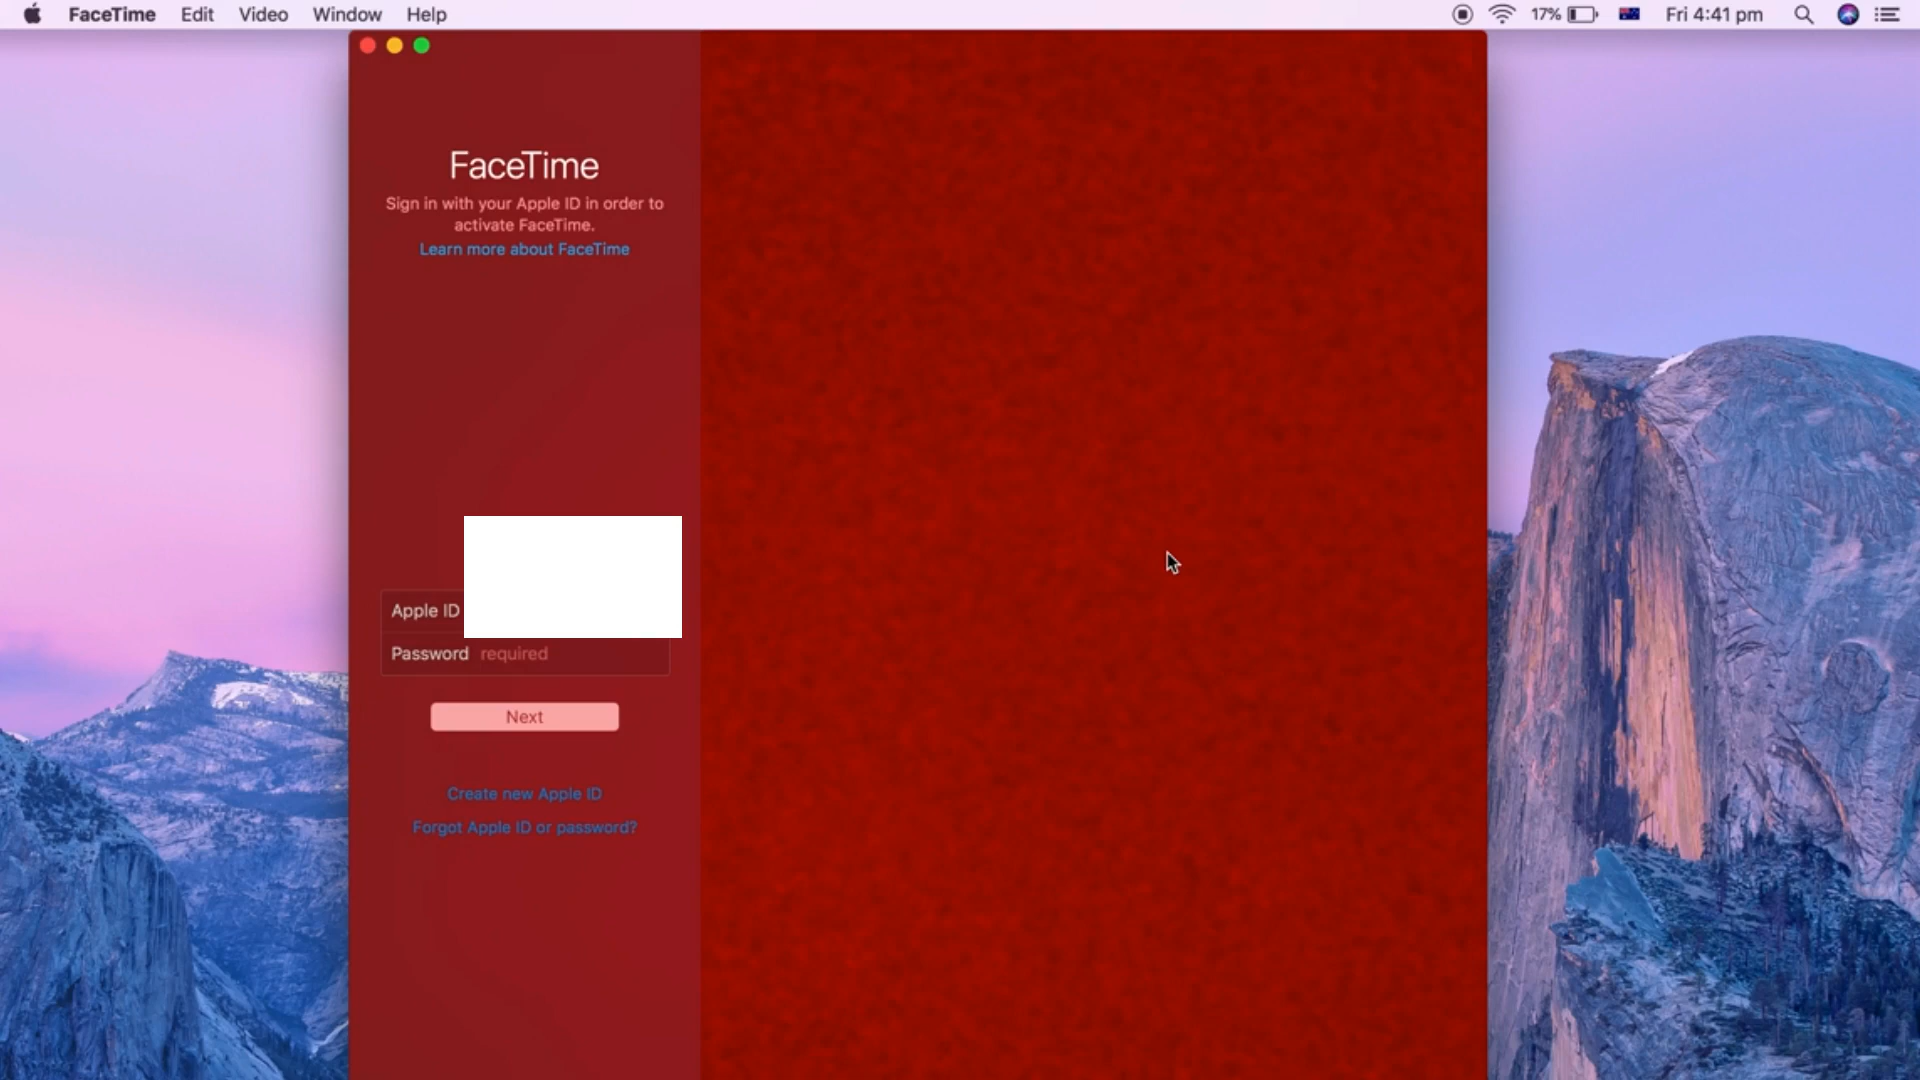 FaceTime Edit Video Window Help 17% Fri 4:41 pm
FaceTime
Sign in with your Apple ID in order to
activate FaceTime.
Learn more about FaceTime
Apple ID
Password required
Next
Create new Apple ID
Forgot Apple ID or password?